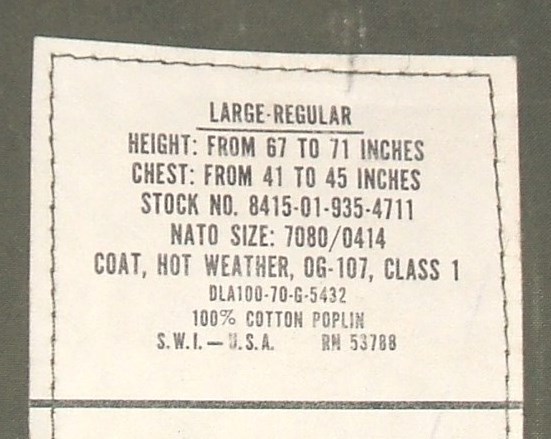 LARGE-REGULAR
HEIGHT: FROM 67 TO 71 INCHES
CHEST: FROM 41 TO 45 INCHES
STOCK NO. 8415-01-935-4711
NATO SIZE: 7080/0414
COAT, HOT WEATHER, OG-107, CLASS 1
DLA100-70-G-5432
100% COTTON POPLIN
S.W.I.—U.S.A. RN 53788